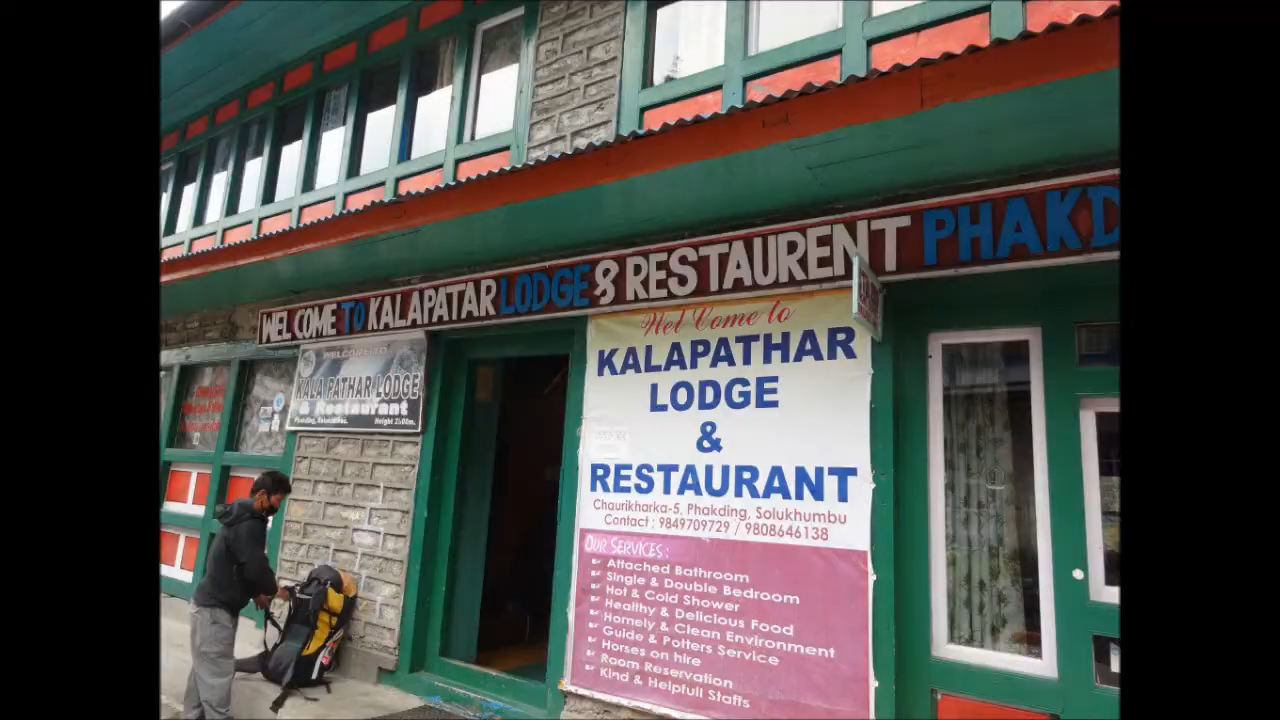 WEL COME TO KALAPATAR LODGE & RESTAURENT PHAKD
WELCOME TO
KALA PATHAR LODGE
& Restaurant
Wel Come to
KALAPATHAR
LODGE
&
RESTAURANT
Chaurikharka-5, Phakding, Solukhumbu
Contact : 9849709729 / 9808646138
OUR SERVICES :
Attached Bathroom
Single & Double Bedroom
Hot & Cold Shower
Healthy & Delicious Food
Homely & Clean Environment
Guide & Potters Service
Horses on hire
Room Reservation
Kind & Helpfull Staffs